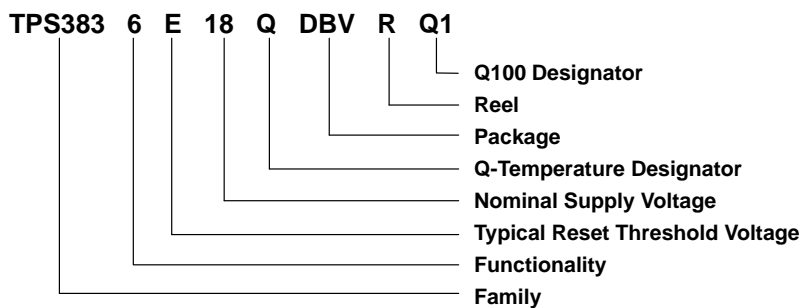 TPS383 6 E 18 Q DBV R Q1
Q100 Designator
Reel
Package
Q-Temperature Designator
Nominal Supply Voltage
Typical Reset Threshold Voltage
Functionality
Family